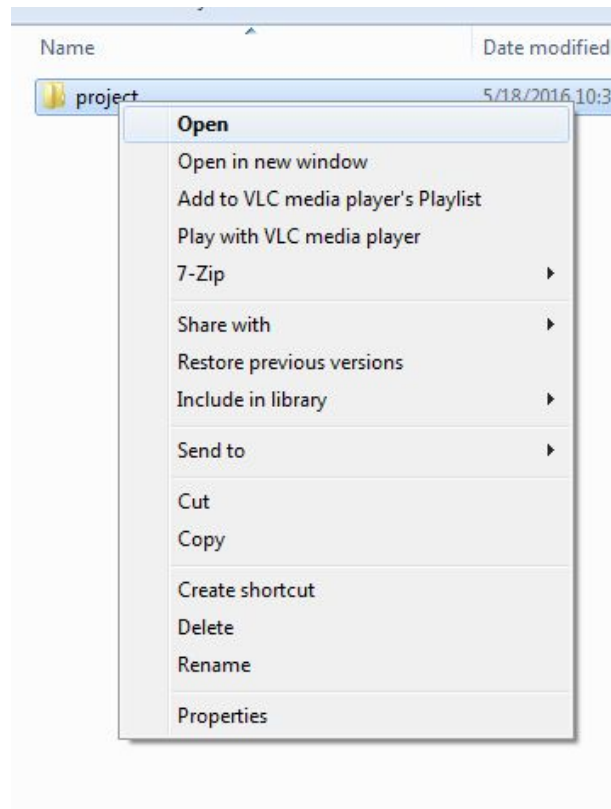 Name Date modified
project 5/18/2016 10:3
Open
Open in new window
Add to VLC media player's Playlist
Play with VLC media player
7-Zip
Share with
Restore previous versions
Include in library
Send to
Cut
Copy
Create shortcut
Delete
Rename
Properties